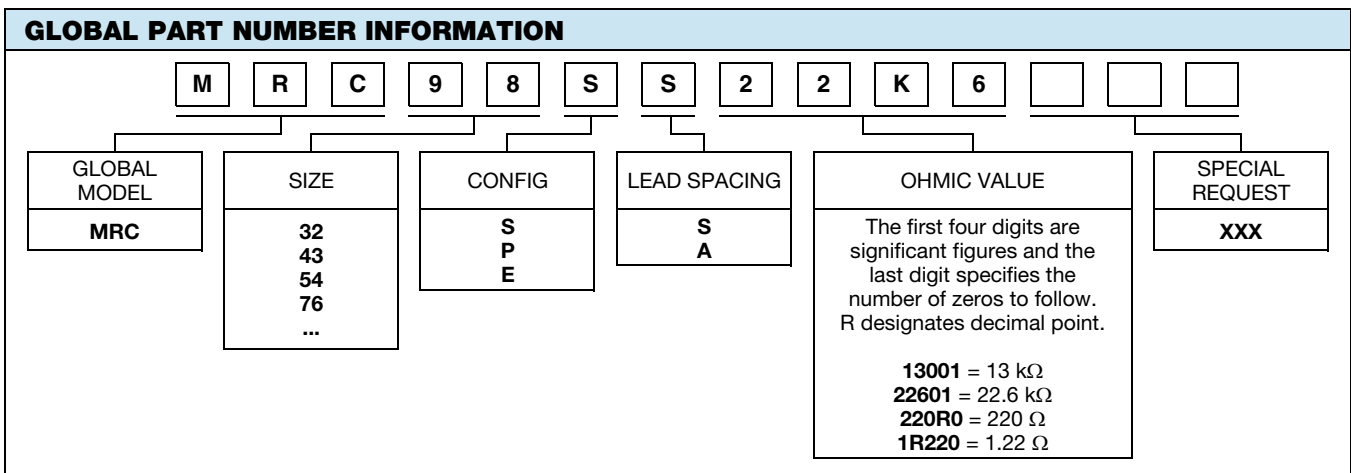 GLOBAL PART NUMBER INFORMATION
M R C 9 8 S S 2 2 K 6
GLOBAL
MODEL
MRC
SIZE
32
43
54
76
...
CONFIG
S
P
E
LEAD SPACING
S
A
OHMIC VALUE
The first four digits are
significant figures and the
last digit specifies the
number of zeros to follow.
R designates decimal point.
13001 = 13 kΩ
22601 = 22.6 kΩ
220R0 = 220 Ω
1R220 = 1.22 Ω
SPECIAL
REQUEST
XXX